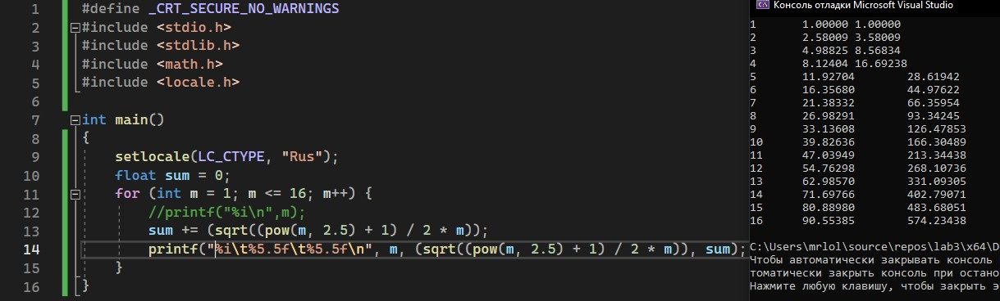 1 #define _CRT_SECURE_NO_WARNINGS
2 #include <stdio.h>
3 #include <stdlib.h>
4 #include <math.h>
5 #include <locale.h>
6
7 int main()
8 {
9 setlocale(LC_CTYPE, "Rus");
10 float sum = 0;
11 for (int m = 1; m <= 16; m++) {
12 //printf("%i\n",m);
13 sum += (sqrt((pow(m, 2.5) + 1) / 2 * m));
14 printf("%i\t%5.5f\t%5.5f\n", m, (sqrt((pow(m, 2.5) + 1) / 2 * m)), sum);
15 }
16 }
Консоль отладки Microsoft Visual Studio
1 1.00000 1.00000
2 2.58009 3.58009
3 4.98825 8.56834
4 8.12404 16.69238
5 11.92704 28.61942
6 16.35680 44.97622
7 21.38332 66.35954
8 26.98291 93.34245
9 33.13608 126.47853
10 39.82636 166.30489
11 47.03949 213.34438
12 54.76298 268.10736
13 62.98570 331.09305
14 71.69766 402.79071
15 80.88980 483.68051
16 90.55385 574.23438
C:\Users\mrlol\source\repos\lab3\x64\D
Чтобы автоматически закрывать консоль
томатически закрыть консоль при остано
Нажмите любую клавишу, чтобы закрыть э